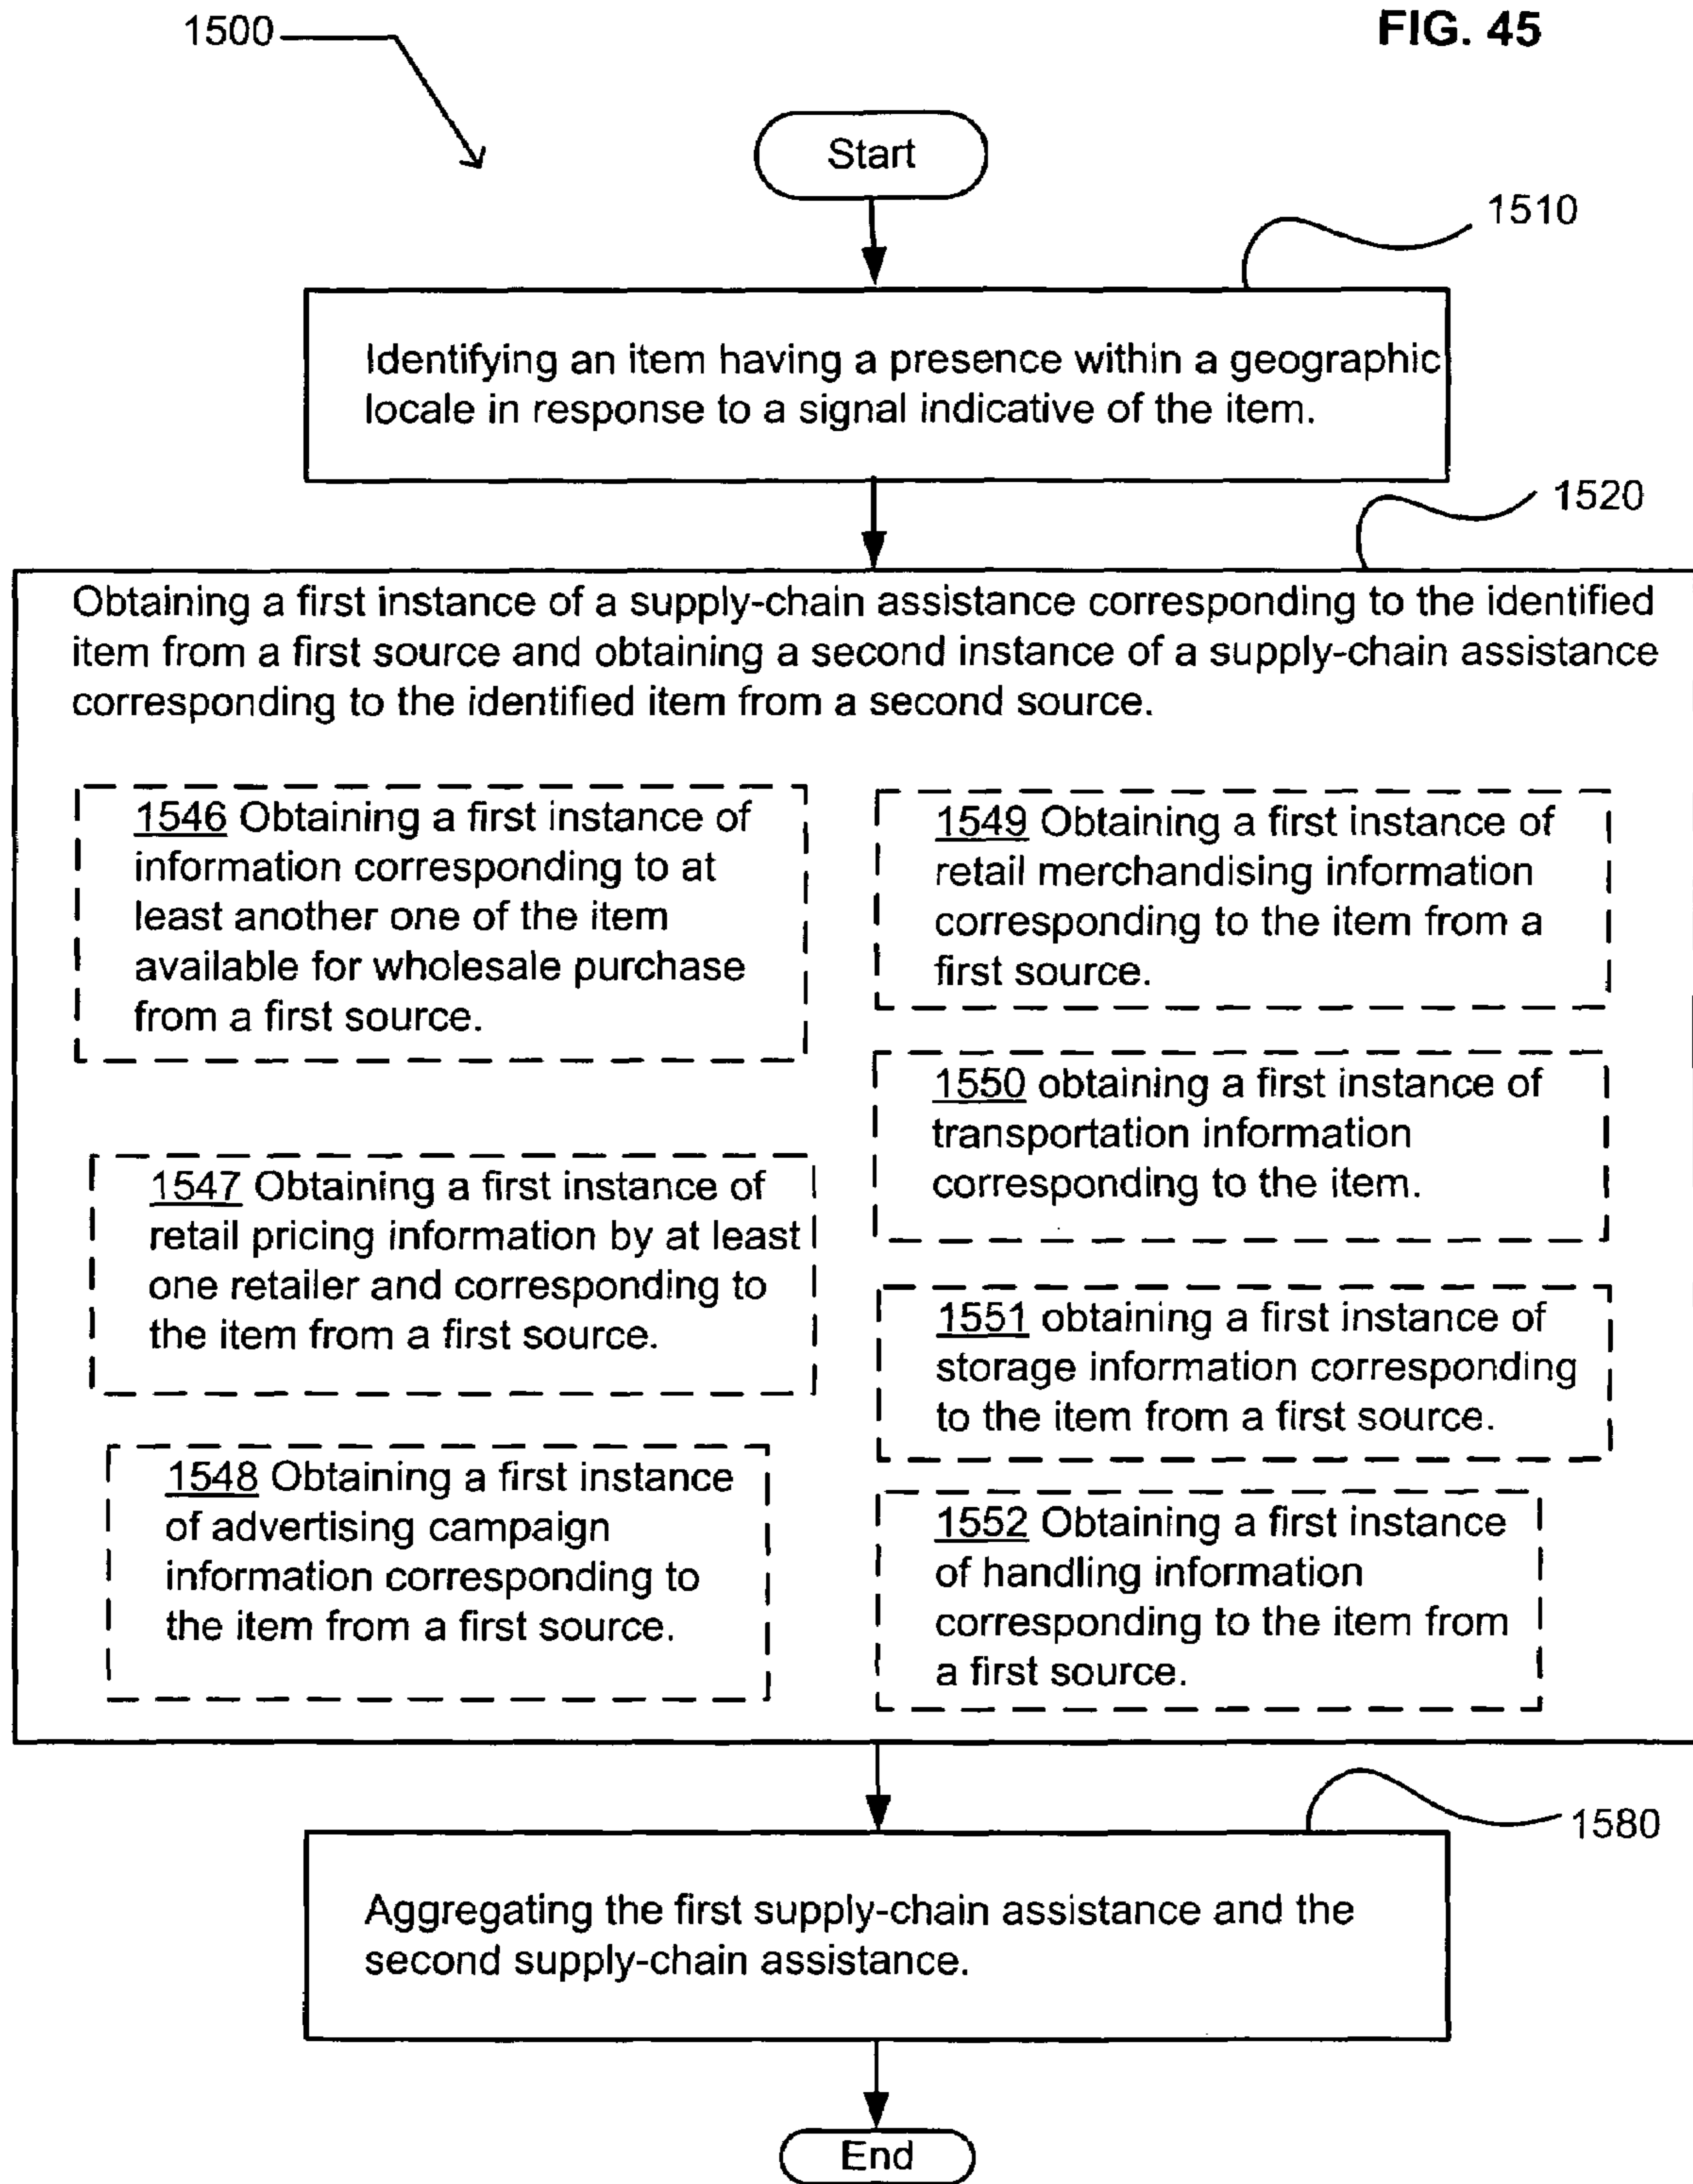 1500
FIG. 45
Start
1510
Identifying an item having a presence within a geographic
locale in response to a signal indicative of the item.
1520
Obtaining a first instance of a supply-chain assistance corresponding to the identified
item from a first source and obtaining a second instance of a supply-chain assistance
corresponding to the identified item from a second source.
1546 Obtaining a first instance of
information corresponding to at
least another one of the item
available for wholesale purchase
from a first source.
1547 Obtaining a first instance of
retail pricing information by at least
one retailer and corresponding to
the item from a first source.
1548 Obtaining a first instance
of advertising campaign
information corresponding to
the item from a first source.
1549 Obtaining a first instance of
retail merchandising information
corresponding to the item from a
first source.
1550 obtaining a first instance of
transportation information
corresponding to the item.
1551 obtaining a first instance of
storage information corresponding
to the item from a first source.
1552 Obtaining a first instance
of handling information
corresponding to the item from
a first source.
1580
Aggregating the first supply-chain assistance and the
second supply-chain assistance.
End